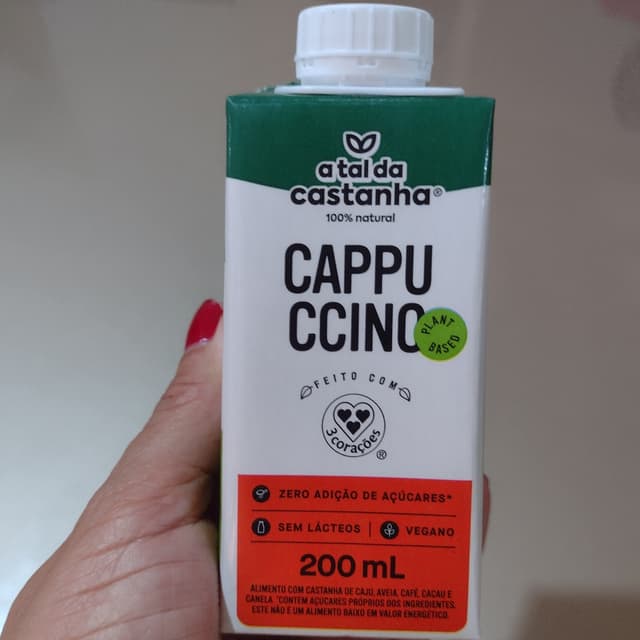 a tal da
castanha®
100% natural
CAPPU
CCINO
PLANT
BASED
FEITO COM
3corações
®
ZERO ADIÇÃO DE AÇÚCARES*
SEM LÁCTEOS | VEGANO
200 mL
ALIMENTO COM CASTANHA DE CAJU, AVEIA, CAFÉ, CACAU E
CANELA. *CONTÉM AÇÚCARES PRÓPRIOS DOS INGREDIENTES.
ESTE NÃO É UM ALIMENTO BAIXO EM VALOR ENERGÉTICO.